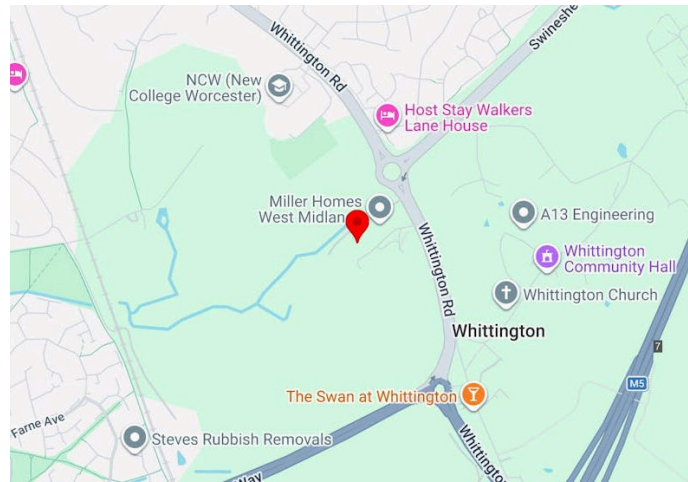 Whittington Rd
Swineshe
NCW (New
College Worcester)
Host Stay Walkers
Lane House
Miller Homes
West Midlan
A13 Engineering
Whittington Rd
Whittington
Community Hall
Whittington Church
Whittington
7
M5
The Swan at Whittington
Farne Ave
Steves Rubbish Removals
Way
Whittington